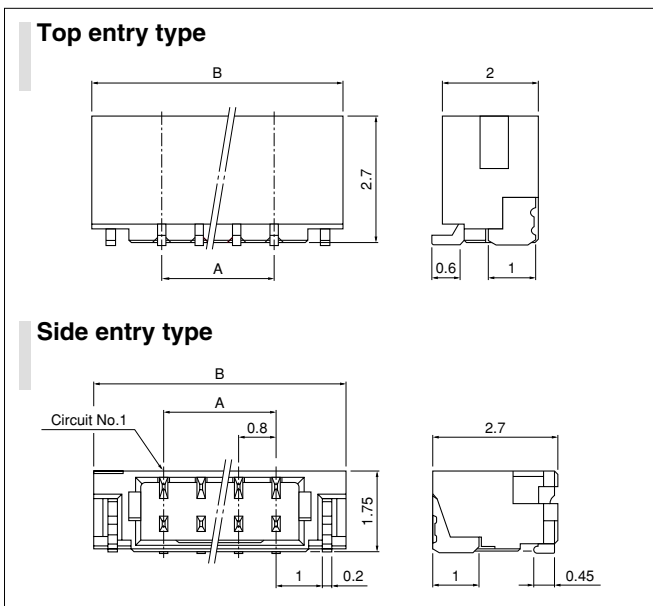 Top entry type
B
2
2.7
A
0.6
1
Side entry type
B
A
Circuit No.1
0.8
2.7
1.75
1
0.2
1
0.45